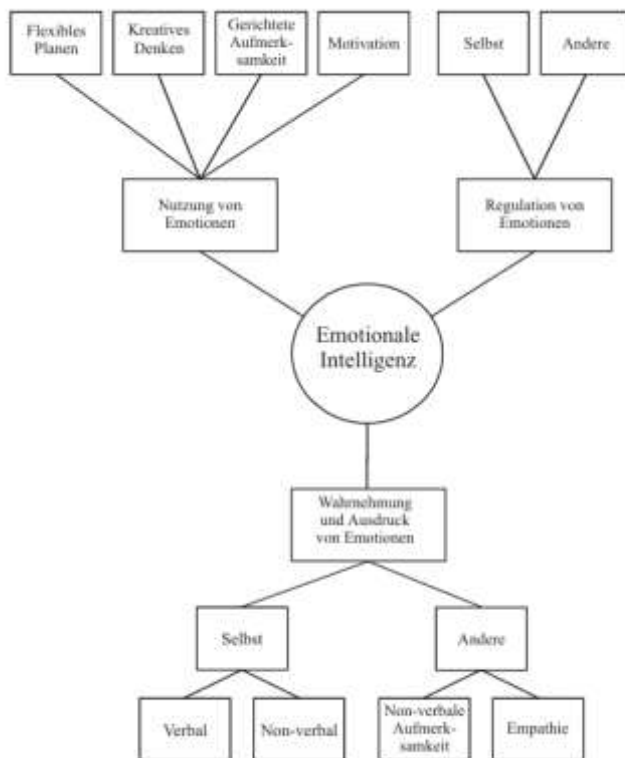 Flexibles
Planen
Kreatives
Denken
Gerichtete
Aufmerk-
samkeit
Motivation
Selbst
Andere
Nutzung von
Emotionen
Regulation von
Emotionen
Emotionale
Intelligenz
Wahrnehmung
und Ausdruck
von Emotionen
Selbst
Andere
Verbal
Non-verbal
Non-verbale
Aufmerk-
samkeit
Empathie